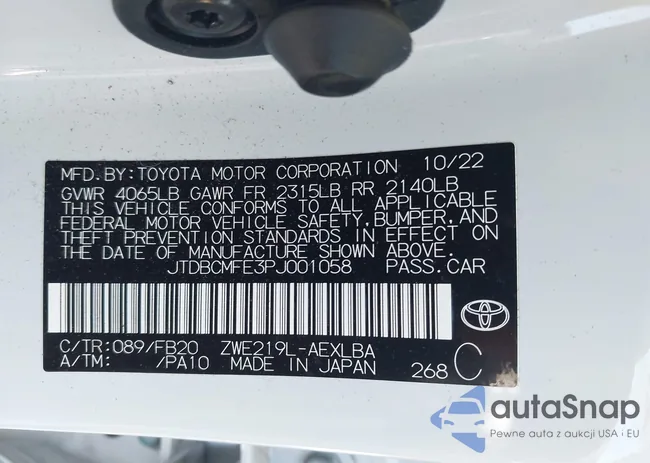 MFD.BY:TOYOTA MOTOR CORPORATION 10/22
GVWR 4065LB GAWR FR 2315LB RR 2140LB
THIS VEHICLE CONFORMS TO ALL APPLICABLE
FEDERAL MOTOR VEHICLE SAFETY,BUMPER,AND
THEFT PREVENTION STANDARDS IN EFFECT ON
THE DATE OF MANUFACTURE SHOWN ABOVE.
JTDBCMFE3PJ001058 PASS.CAR
C/TR:089/FB20 ZWE219L-AEXLBA
A/TM: /PA10 MADE IN JAPAN 268 C
autaSnap
Pewne auta z aukcji USA i EU